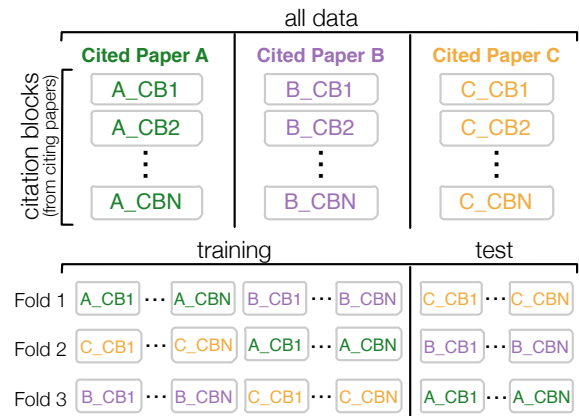 all data
Cited Paper A Cited Paper B Cited Paper C
citation blocks
(from citing papers)
A_CB1 B_CB1 C_CB1
A_CB2 B_CB2 C_CB2
A_CBN B_CBN C_CBN
training test
Fold 1 A_CB1 ... A_CBN B_CB1 ... B_CBN C_CB1 ... C_CBN
Fold 2 C_CB1 ... C_CBN A_CB1 ... A_CBN B_CB1 ... B_CBN
Fold 3 B_CB1 ... B_CBN C_CB1 ... C_CBN A_CB1 ... A_CBN